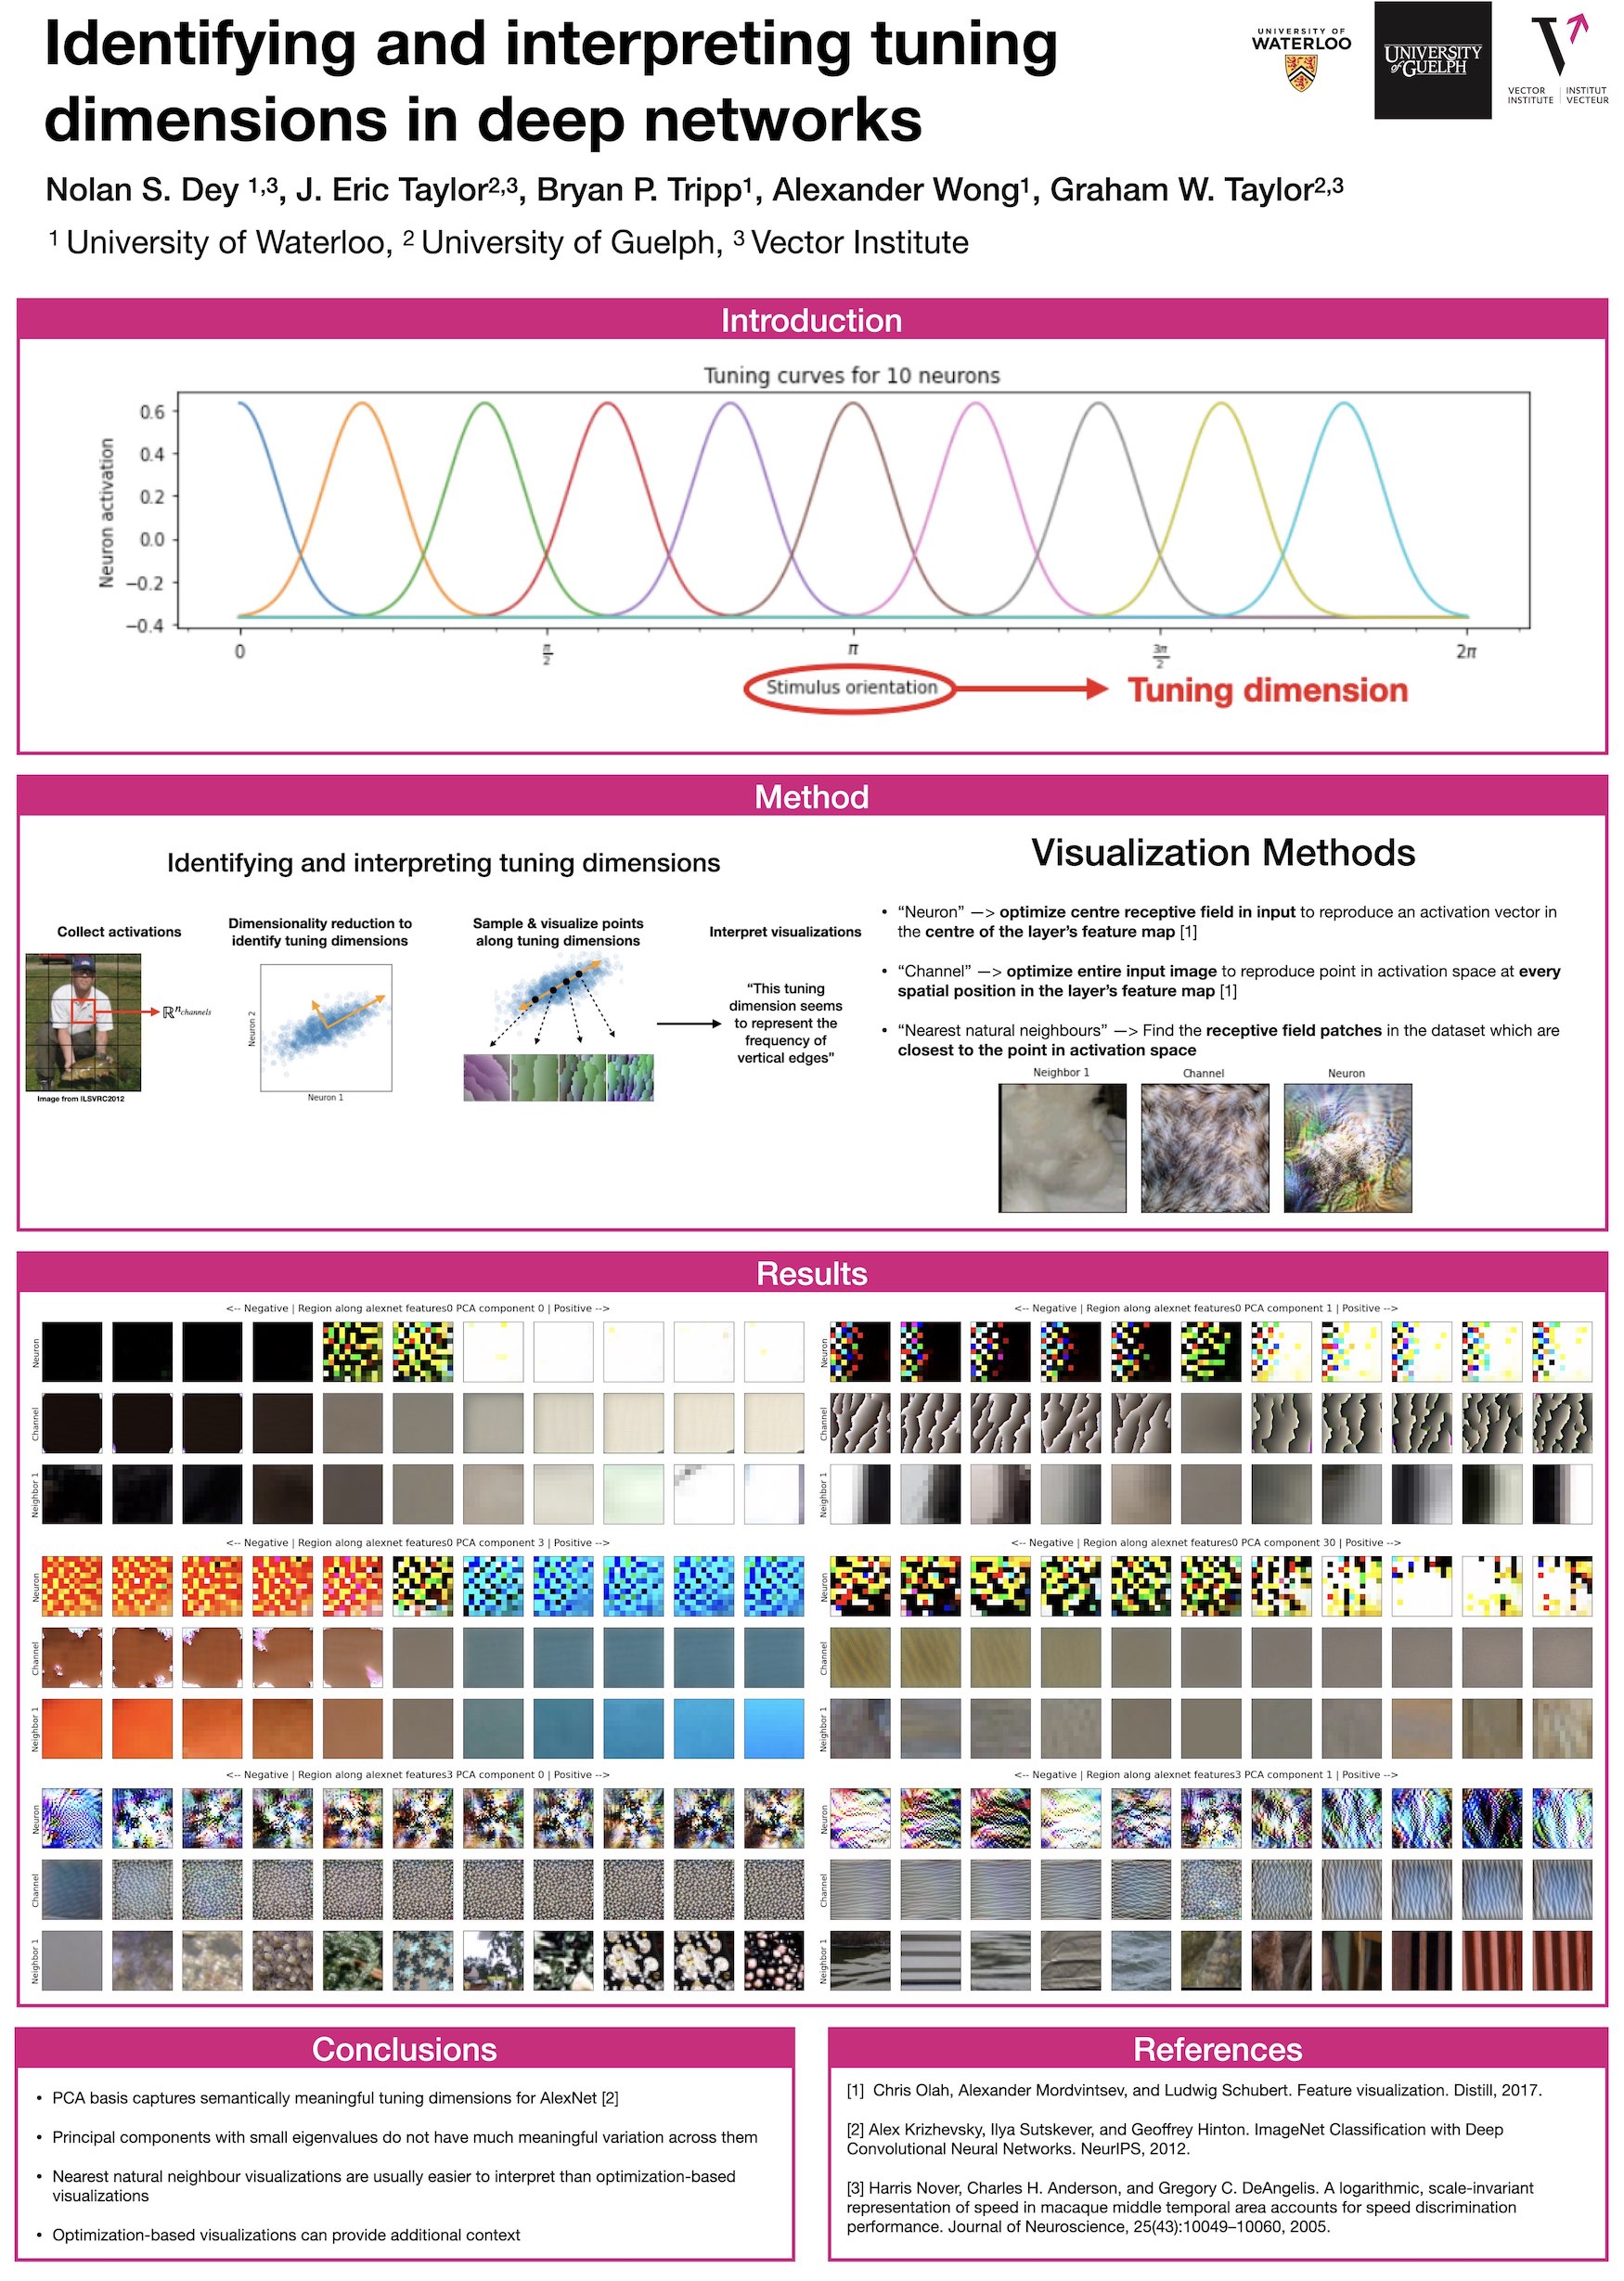 Identifying and interpreting tuning
dimensions in deep networks
UNIVERSITY OF
WATERLOO
UNIVERSITY
of GUELPH
VECTOR
INSTITUTE
INSTITUT
VECTEUR
Nolan S. Dey 1,3, J. Eric Taylor2,3, Bryan P. Tripp1, Alexander Wong1, Graham W. Taylor2,3
1 University of Waterloo, 2 University of Guelph, 3 Vector Institute
Introduction
Tuning curves for 10 neurons
Neuron activation
0.6
0.4
0.2
0.0
−0.2
−0.4
0
π/2
π
3π/2
2π
Stimulus orientation
Tuning dimension
Method
Identifying and interpreting tuning dimensions
Collect activations
ℝ^n_channels
Image from ILSVRC2012
Dimensionality reduction to
identify tuning dimensions
Neuron 2
Neuron 1
Sample & visualize points
along tuning dimensions
Interpret visualizations
“This tuning
dimension seems
to represent the
frequency of
vertical edges”
Visualization Methods
• “Neuron” —> optimize centre receptive field in input to reproduce an activation vector in
the centre of the layer’s feature map [1]
• “Channel” —> optimize entire input image to reproduce point in activation space at every
spatial position in the layer’s feature map [1]
• “Nearest natural neighbours” —> Find the receptive field patches in the dataset which are
closest to the point in activation space
Neighbor 1
Channel
Neuron
Results
<-- Negative | Region along alexnet features0 PCA component 0 | Positive -->
Neuron
Channel
Neighbor 1
<-- Negative | Region along alexnet features0 PCA component 1 | Positive -->
Neuron
Channel
Neighbor 1
<-- Negative | Region along alexnet features0 PCA component 3 | Positive -->
Neuron
Channel
Neighbor 1
<-- Negative | Region along alexnet features0 PCA component 30 | Positive -->
Neuron
Channel
Neighbor 1
<-- Negative | Region along alexnet features3 PCA component 0 | Positive -->
Neuron
Channel
Neighbor 1
<-- Negative | Region along alexnet features3 PCA component 1 | Positive -->
Neuron
Channel
Neighbor 1
Conclusions
• PCA basis captures semantically meaningful tuning dimensions for AlexNet [2]
• Principal components with small eigenvalues do not have much meaningful variation across them
• Nearest natural neighbour visualizations are usually easier to interpret than optimization-based
visualizations
• Optimization-based visualizations can provide additional context
References
[1] Chris Olah, Alexander Mordvintsev, and Ludwig Schubert. Feature visualization. Distill, 2017.
[2] Alex Krizhevsky, Ilya Sutskever, and Geoffrey Hinton. ImageNet Classification with Deep
Convolutional Neural Networks. NeurIPS, 2012.
[3] Harris Nover, Charles H. Anderson, and Gregory C. DeAngelis. A logarithmic, scale-invariant
representation of speed in macaque middle temporal area accounts for speed discrimination
performance. Journal of Neuroscience, 25(43):10049–10060, 2005.